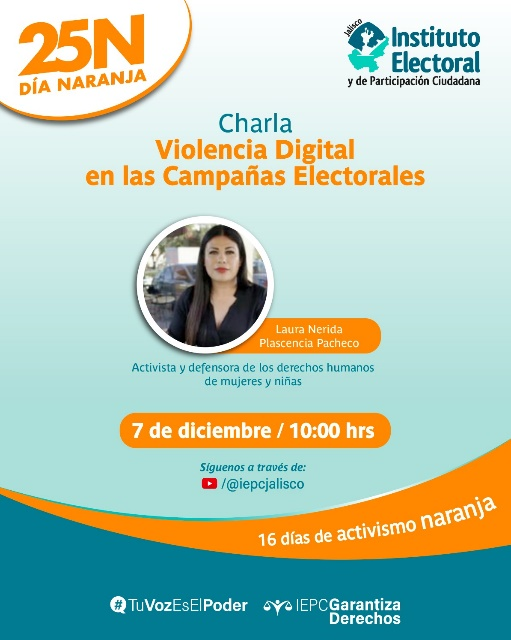 25N
DÍA NARANJA
Jalisco
Instituto
Electoral
y de Participación Ciudadana
Charla
Violencia Digital
en las Campañas Electorales
Laura Nerida
Plascencia Pacheco
Activista y defensora de los derechos humanos
de mujeres y niñas
7 de diciembre / 10:00 hrs
Síguenos a través de:
/@iepcjalisco
16 días de activismo naranja
#TuVozEsElPoder
IEPCGarantiza
Derechos